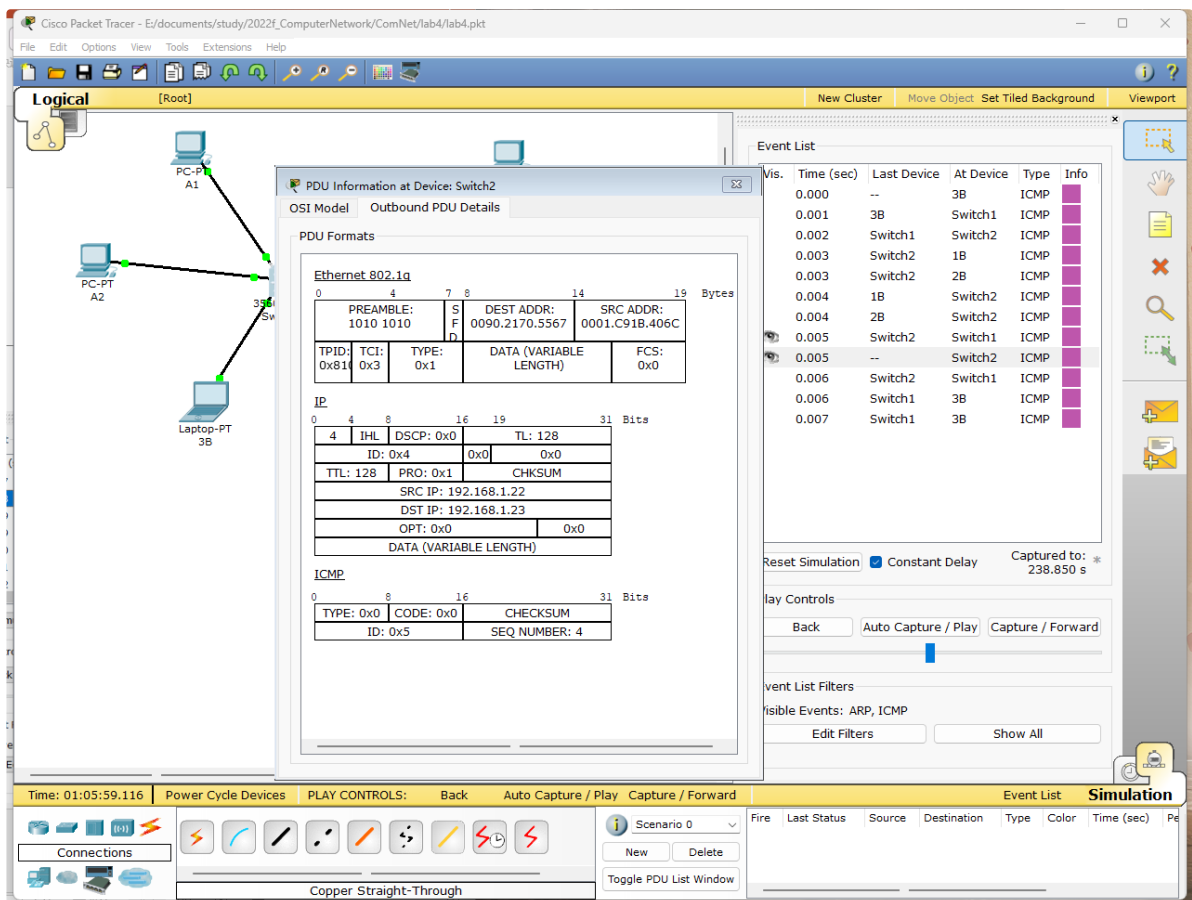 Cisco Packet Tracer - E:/documents/study/2022f_ComputerNetwork/ComNet/lab4/lab4.pkt
File Edit Options View Tools Extensions Help
Logical [Root] New Cluster Move Object Set Tiled Background Viewport
PC-PT
A1
PC-PT
A2
Laptop-PT
3B
PDU Information at Device: Switch2
OSI Model Outbound PDU Details
PDU Formats
Ethernet 802.1q
0 4 7 8 14 19 Bytes
PREAMBLE: 1010 1010 SFD DEST ADDR: 0090.2170.5567 SRC ADDR: 0001.C91B.406C
TPID: 0x810 TCI: 0x3 TYPE: 0x1 DATA (VARIABLE LENGTH) FCS: 0x0
IP
0 4 8 16 19 31 Bits
4 IHL DSCP: 0x0 TL: 128
ID: 0x4 0x0 0x0
TTL: 128 PRO: 0x1 CHKSUM
SRC IP: 192.168.1.22
DST IP: 192.168.1.23
OPT: 0x0 0x0
DATA (VARIABLE LENGTH)
ICMP
0 8 16 31 Bits
TYPE: 0x0 CODE: 0x0 CHECKSUM
ID: 0x5 SEQ NUMBER: 4
Event List
Vis. Time (sec) Last Device At Device Type Info
0.000 -- 3B ICMP
0.001 3B Switch1 ICMP
0.002 Switch1 Switch2 ICMP
0.003 Switch2 1B ICMP
0.003 Switch2 2B ICMP
0.004 1B Switch2 ICMP
0.004 2B Switch2 ICMP
0.005 Switch2 Switch1 ICMP
0.005 -- Switch2 ICMP
0.006 Switch2 Switch1 ICMP
0.006 Switch1 3B ICMP
0.007 Switch1 3B ICMP
Reset Simulation Constant Delay Captured to: *
238.850 s
Play Controls
Back Auto Capture / Play Capture / Forward
Event List Filters
Visible Events: ARP, ICMP
Edit Filters Show All
Time: 01:05:59.116 Power Cycle Devices PLAY CONTROLS: Back Auto Capture / Play Capture / Forward Event List Simulation
Connections
Copper Straight-Through
Scenario 0
New Delete
Toggle PDU List Window
Fire Last Status Source Destination Type Color Time (sec) Pe